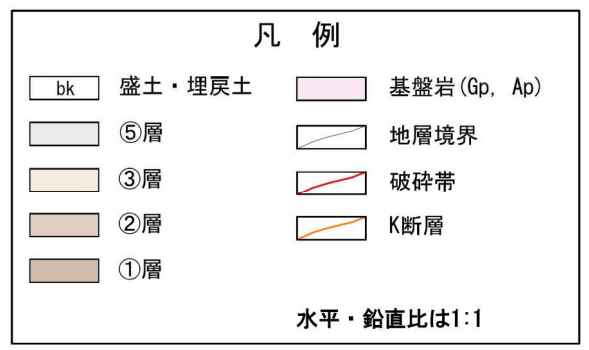 凡 例
bk 盛土・埋戻土
⑤層
③層
②層
①層
基盤岩(Gp, Ap)
地層境界
破砕帯
K断層
水平・鉛直比は1:1